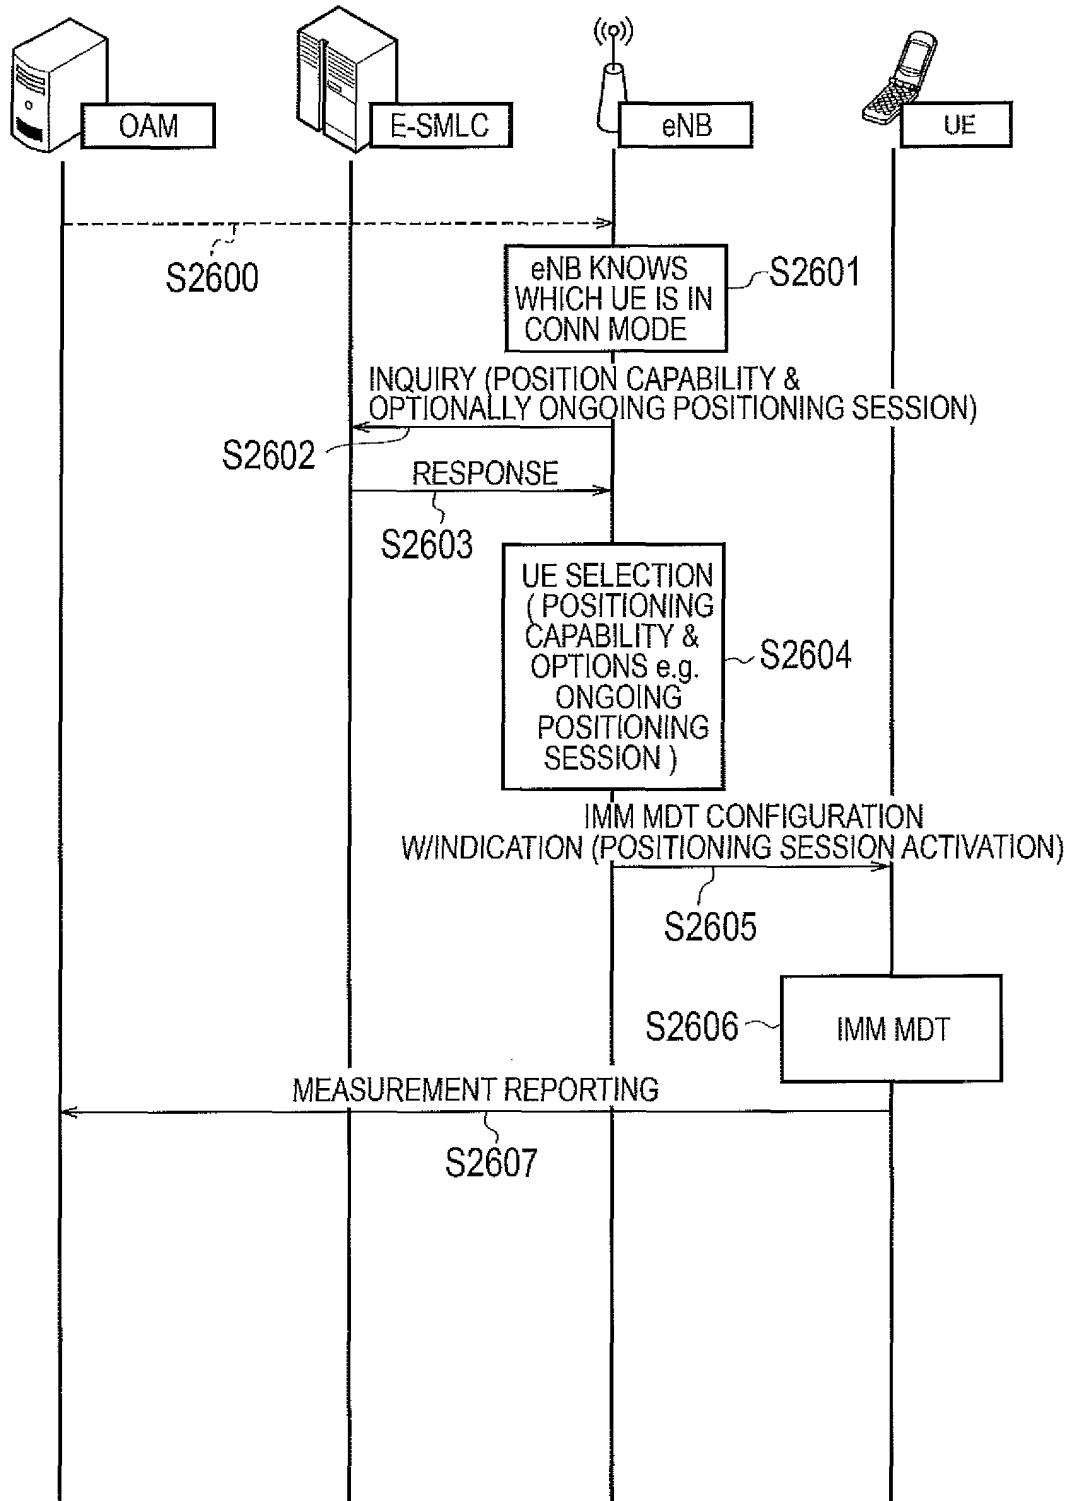 OAM
E-SMLC
eNB
UE
S2600
eNB KNOWS
WHICH UE IS IN
CONN MODE
S2601
INQUIRY (POSITION CAPABILITY &
OPTIONALLY ONGOING POSITIONING SESSION)
S2602
RESPONSE
S2603
UE SELECTION
( POSITIONING
CAPABILITY &
OPTIONS e.g.
ONGOING
POSITIONING
SESSION )
S2604
IMM MDT CONFIGURATION
W/INDICATION (POSITIONING SESSION ACTIVATION)
S2605
S2606
IMM MDT
MEASUREMENT REPORTING
S2607